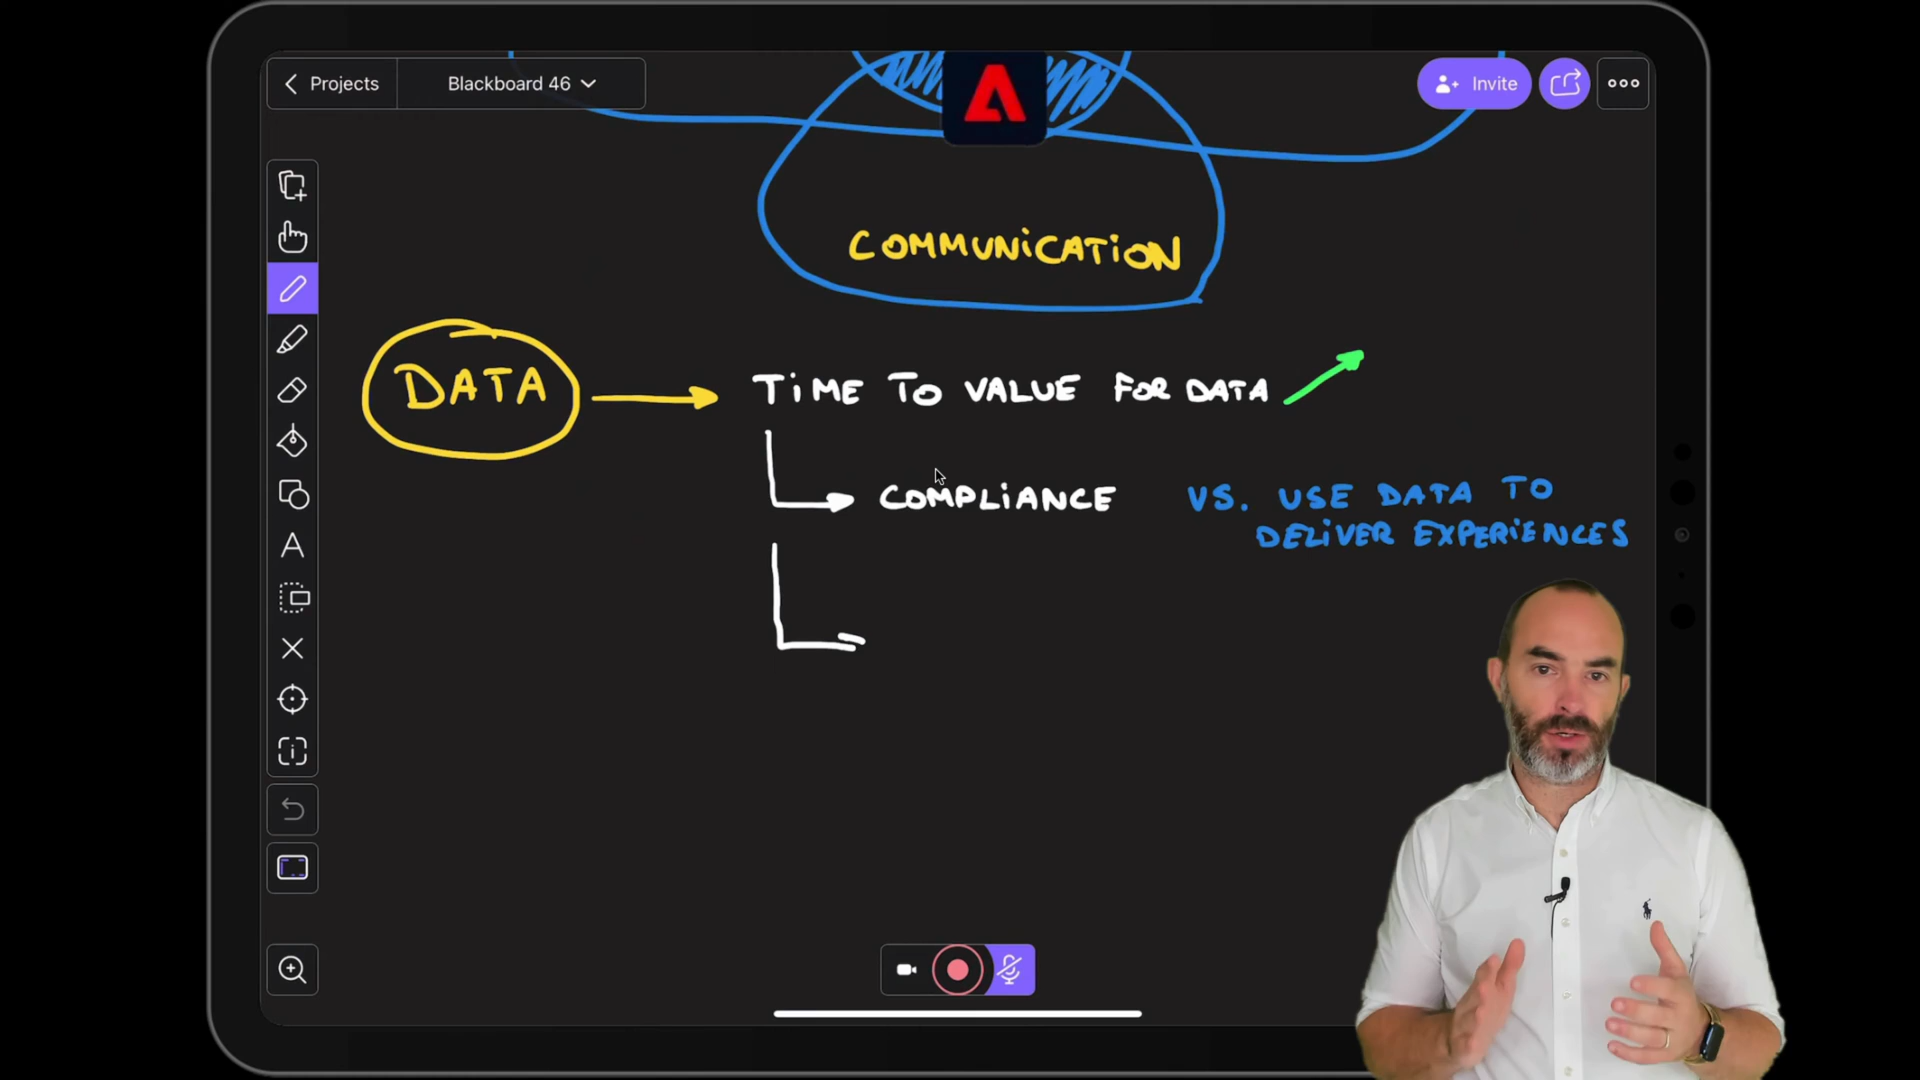 Projects
Blackboard 46
Invite
COMMUNICATION
DATA
TIME TO VALUE FOR DATA
COMPLIANCE
VS. USE DATA TO
DELIVER EXPERIENCES